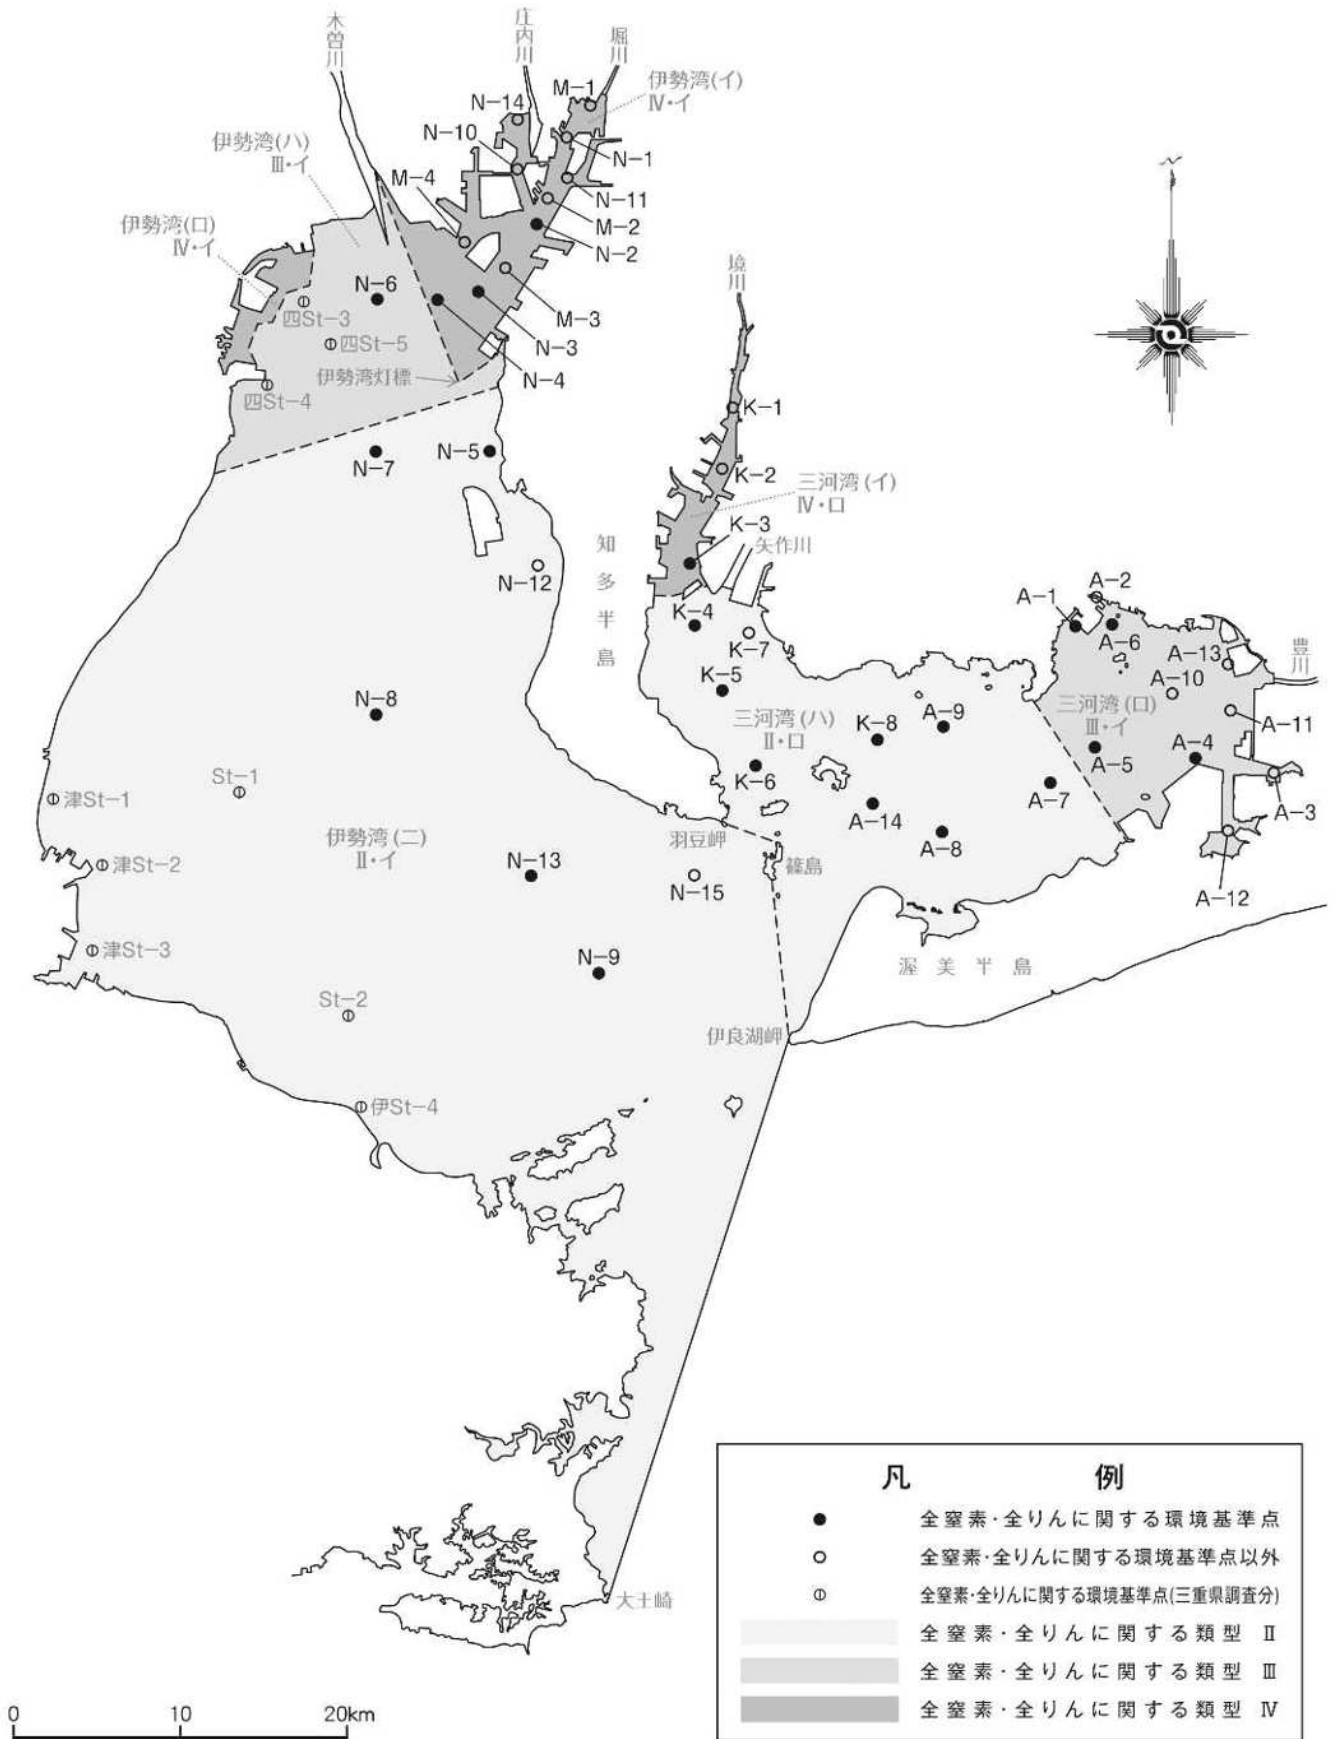 木曽川
庄内川
堀川
伊勢湾(イ)
Ⅳ・イ
M-1
N-14
N-10
N-1
伊勢湾(ハ)
Ⅲ・イ
M-4
N-11
M-2
N-2
伊勢湾(ロ)
Ⅳ・イ
境川
N-6
四St-3
M-3
四St-5
N-3
伊勢湾灯標
N-4
四St-4
K-1
N-7
N-5
K-2
三河湾(イ)
Ⅳ・ロ
K-3
矢作川
知多半島
N-12
A-2
A-1
K-4
A-6
K-7
A-13
豊川
K-5
A-10
N-8
三河湾(ハ)
Ⅱ・ロ
K-8
A-9
三河湾(ロ)
Ⅲ・イ
A-11
A-4
A-5
K-6
St-1
A-7
津St-1
A-14
A-3
伊勢湾(ニ)
Ⅱ・イ
羽豆岬
A-8
津St-2
N-13
篠島
N-15
A-12
津St-3
N-9
渥美半島
St-2
伊良湖岬
伊St-4
大王崎
凡例
全窒素・全りんに関する環境基準点
全窒素・全りんに関する環境基準点以外
全窒素・全りんに関する環境基準点(三重県調査分)
全窒素・全りんに関する類型 Ⅱ
全窒素・全りんに関する類型 Ⅲ
全窒素・全りんに関する類型 Ⅳ
0 10 20km